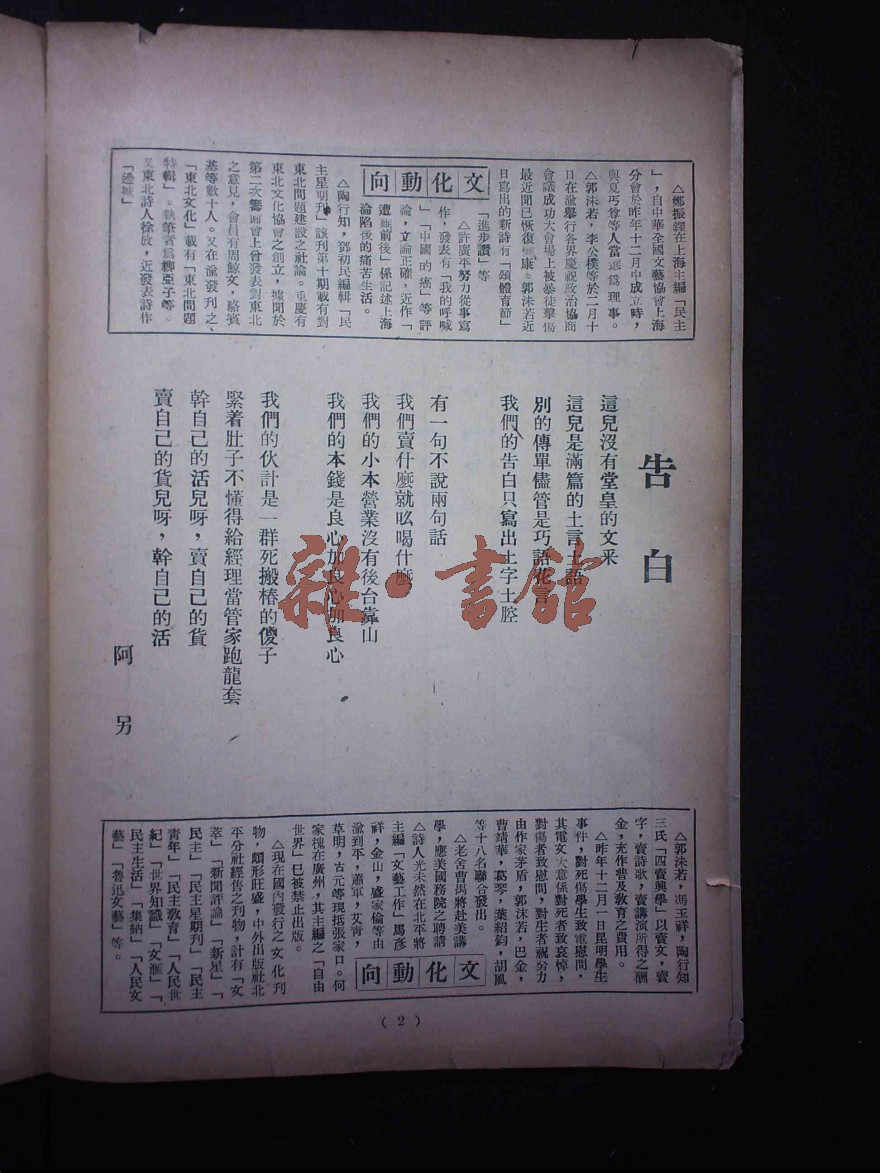 △鄭振鐸在上海主編「民主
」，自中華全國文藝協會上海
分會於昨年十二月中成立時，
與夏丏尊等人當選爲理事。
△郭沫若，李公樸等於二月十
日在渝舉行各界慶祝政治協商
會議成功大會場上被暴徒擊傷
最近聞已恢復健康。郭沫若近
日寫出的新詩有「頌體育節」
「進步讚」等
△許廣平努力從事寫
作，發表有「我的呼喊
」「中國的癌」等評
論，立論正確，近作「
遭難前後」係記述上海
淪陷後的痛苦生活。
文化動向
△陶行知，鄧初民編輯「民
主星期刋」該刋第十期載有對
東北問題建設之社論。重慶有
東北文化協會之創立，據聞於
第二次籌備會上曾發表對東北
之意見，會員有周鯨文，駱賓
基等數十人。又在渝發刋之
「東北文化」載有「東北問題
特輯」。執筆者爲柳亞子等。
又東北詩人徐放，近發表詩作
「邊城」
告白
這兒沒有堂皇的文采
這兒是滿篇的土言土語
別的傳單儘管是巧語花言
我們的告白只寫出土字土腔
有一句不說兩句話
我們賣什麼就吆喝什麼
我們的小本營業沒有後台靠山
我們的本錢是良心加良心加良心
我們的伙計是一群死搬樁的傻子
緊着肚子不懂得給經理當管家跑龍套
幹自己的活兒呀，賣自己的貨
賣自己的貨兒呀，幹自己的活
阿另
△郭沫若，馮玉祥，陶行知
三氏「四賣興學」以賣文，賣
字，賣詩歌，賣講演所得之酬
金，充作普及敎育之費用。
△昨年十二月一日昆明學生
事件，對死傷學生致電慰問，
其電文大意係對死者致哀悼，
對傷者致慰問，對生者祝努力
由作家茅盾，郭沫若，巴金，
曹靖華，葛琴，葉紹鈞，胡風
等十八名聯合發出。
△老舍曹禺將赴美講
學，應美國務院之聘請
△詩人光未然在北平將
主編「文藝工作」馬彥
祥，金山，盛家倫等由
渝到平，蕭軍，艾青，
草明，古元等現抵張家口。何
家槐在廣州，其主編之「自由
世界」已被禁止出版。
文化動向
△現在國內發行之文化刋
物，頗形旺盛，中外出版社北
平分社經售之刋物，計有「文
萃」「新聞評論」「新星」「
民主」「民主星期刋」「民主
青年」「民主敎育」「人民世
紀」「世界知識」「文滙」「
民主生活」「集納」「人民文
藝」「魯迅文藝」等。
（2）
雜·書館